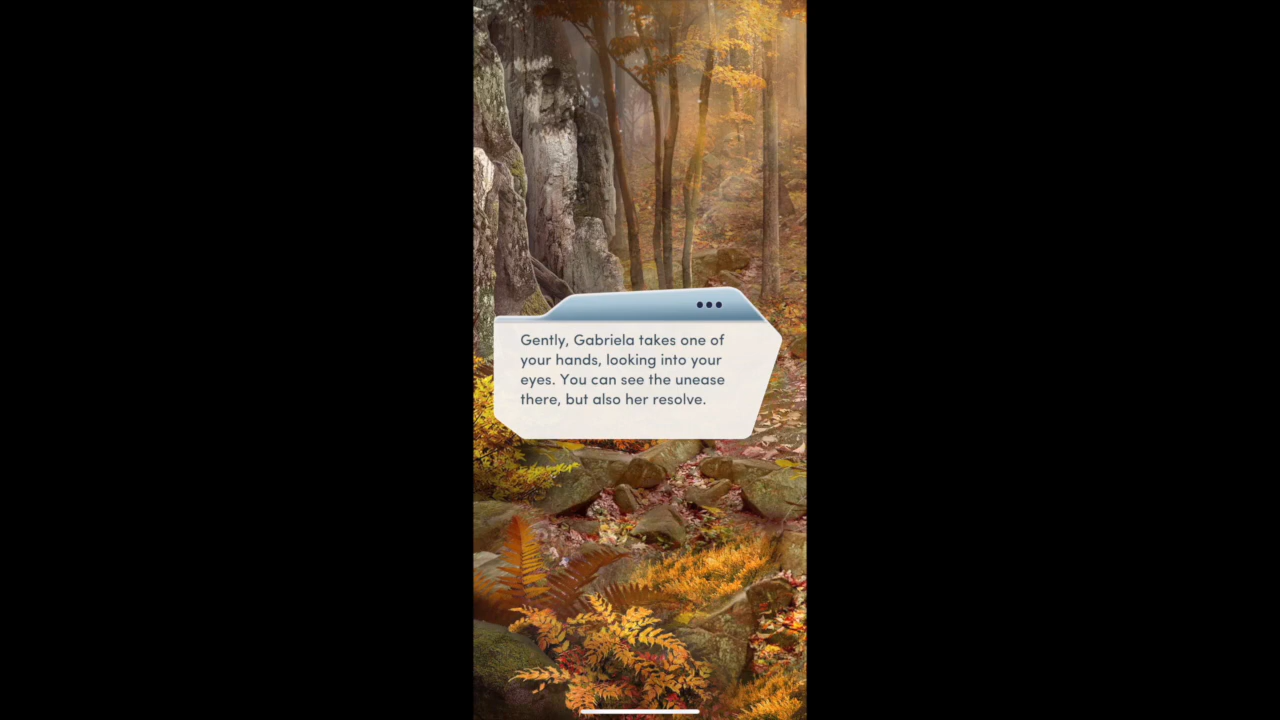 Gently, Gabriela takes one of
your hands, looking into your
eyes. You can see the unease
there, but also her resolve.